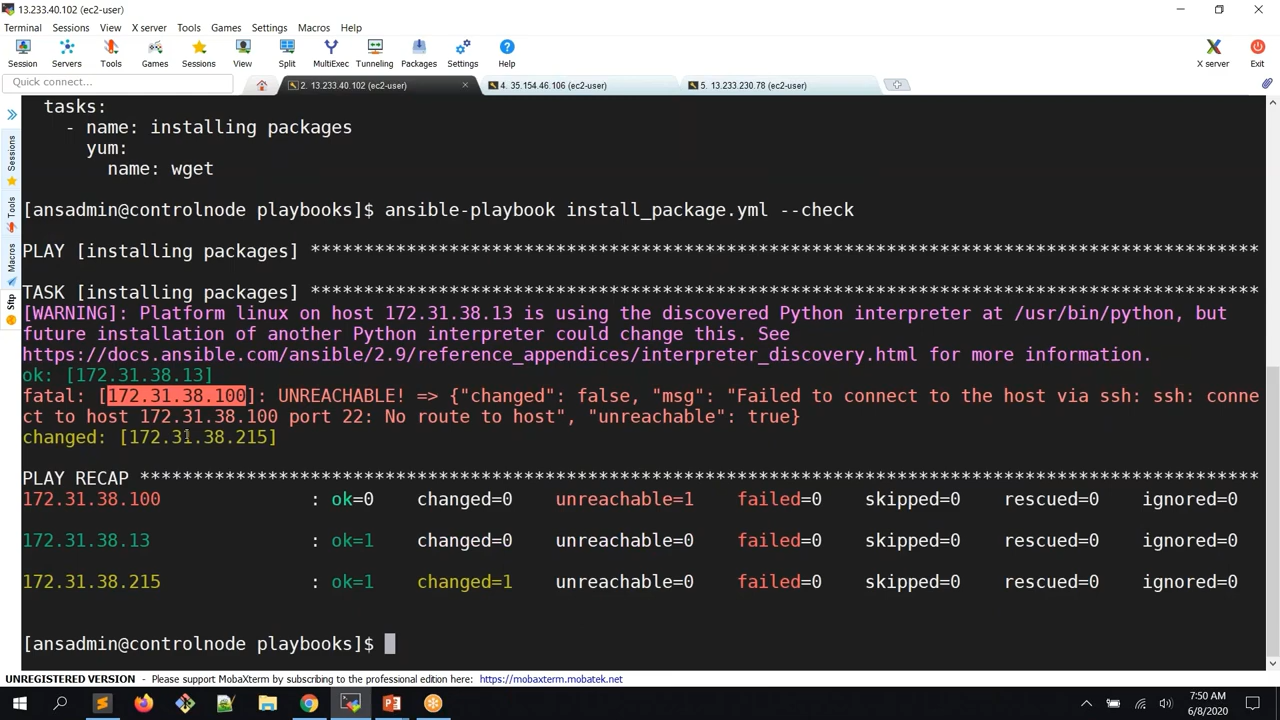 13.233.40.102 (ec2-user)
Terminal Sessions View X server Tools Games Settings Macros Help
Session Servers Tools Games Sessions View Split MultiExec Tunneling Packages Settings Help X server Exit
Quick connect... 2. 13.233.40.102 (ec2-user) 4. 35.154.46.106 (ec2-user) 5. 13.233.230.78 (ec2-user)
Sessions
Tools
Macros
Sftp
tasks:
- name: installing packages
yum:
name: wget
[ansadmin@controlnode playbooks]$ ansible-playbook install_package.yml --check
PLAY [installing packages] *****************************************************************************************
TASK [installing packages] *****************************************************************************************
[WARNING]: Platform linux on host 172.31.38.13 is using the discovered Python interpreter at /usr/bin/python, but
future installation of another Python interpreter could change this. See
https://docs.ansible.com/ansible/2.9/reference_appendices/interpreter_discovery.html for more information.
ok: [172.31.38.13]
fatal: [172.31.38.100]: UNREACHABLE! => {"changed": false, "msg": "Failed to connect to the host via ssh: ssh: conne
ct to host 172.31.38.100 port 22: No route to host", "unreachable": true}
changed: [172.31.38.215]
PLAY RECAP *********************************************************************************************************
172.31.38.100 : ok=0 changed=0 unreachable=1 failed=0 skipped=0 rescued=0 ignored=0
172.31.38.13 : ok=1 changed=0 unreachable=0 failed=0 skipped=0 rescued=0 ignored=0
172.31.38.215 : ok=1 changed=1 unreachable=0 failed=0 skipped=0 rescued=0 ignored=0
[ansadmin@controlnode playbooks]$
UNREGISTERED VERSION - Please support MobaXterm by subscribing to the professional edition here: https://mobaxterm.mobatek.net
7:50 AM
6/8/2020